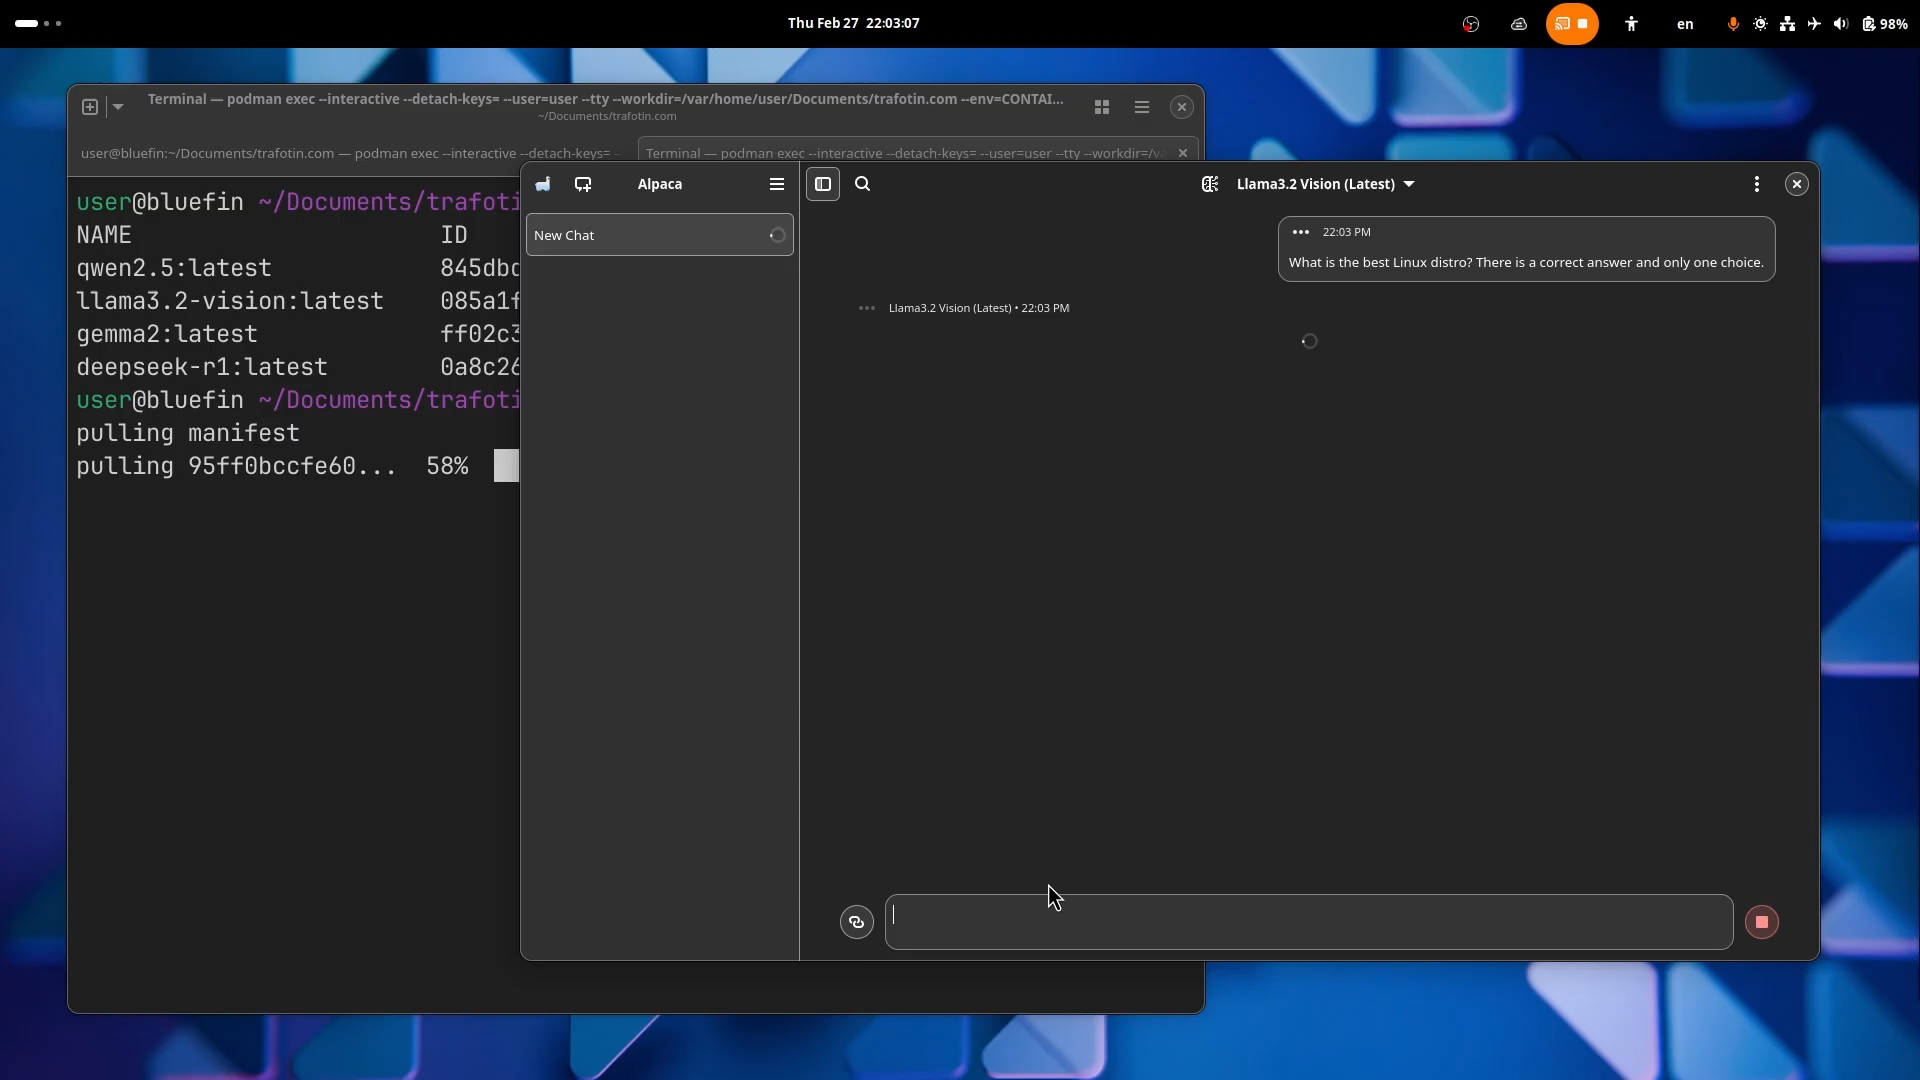 Thu Feb 27 22:03:07
en
98%
Terminal — podman exec --interactive --detach-keys= --user=user --tty --workdir=/var/home/user/Documents/trafotin.com --env=CONTAI...
~/Documents/trafotin.com
user@bluefin:~/Documents/trafotin.com — podman exec --interactive --detach-keys=
Terminal — podman exec --interactive --detach-keys= --user=user --tty --workdir=/v
user@bluefin ~/Documents/trafoti
NAME ID
qwen2.5:latest 845dbd
llama3.2-vision:latest 085a1f
gemma2:latest ff02c3
deepseek-r1:latest 0a8c26
user@bluefin ~/Documents/trafoti
pulling manifest
pulling 95ff0bccfe60... 58%
Alpaca
New Chat
Llama3.2 Vision (Latest)
22:03 PM
What is the best Linux distro? There is a correct answer and only one choice.
Llama3.2 Vision (Latest) • 22:03 PM